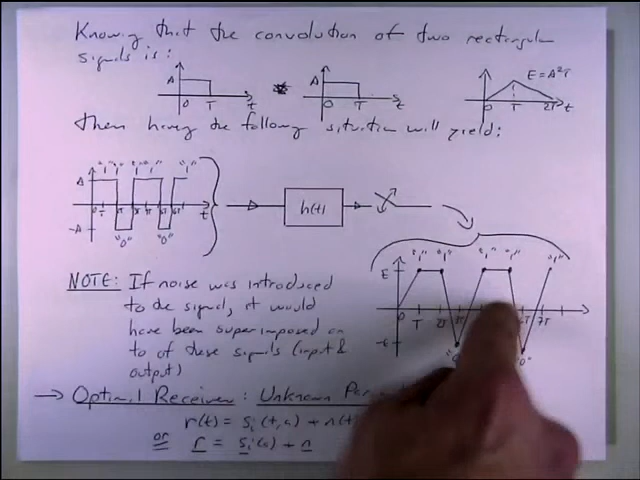 Knowing that the convolution of two rectangular
signals is:
A A E = A²T
0 T t * 0 T t 0 T 2T t
Then having the following situation will yield:
"1" "1" "1" "1" "1"
A
0 T t
-A
"0" "0"
h(t)
"1" "1" "1" "1" "1"
E
0 T 2T 7T
"0"
NOTE: If noise was introduced
to the signal, it would
have been superimposed on
to of these signals (input &
output)
→ Optimal Receiver: Unknown
r(t) = si(t,a) + n(t
or r = si(a) + n